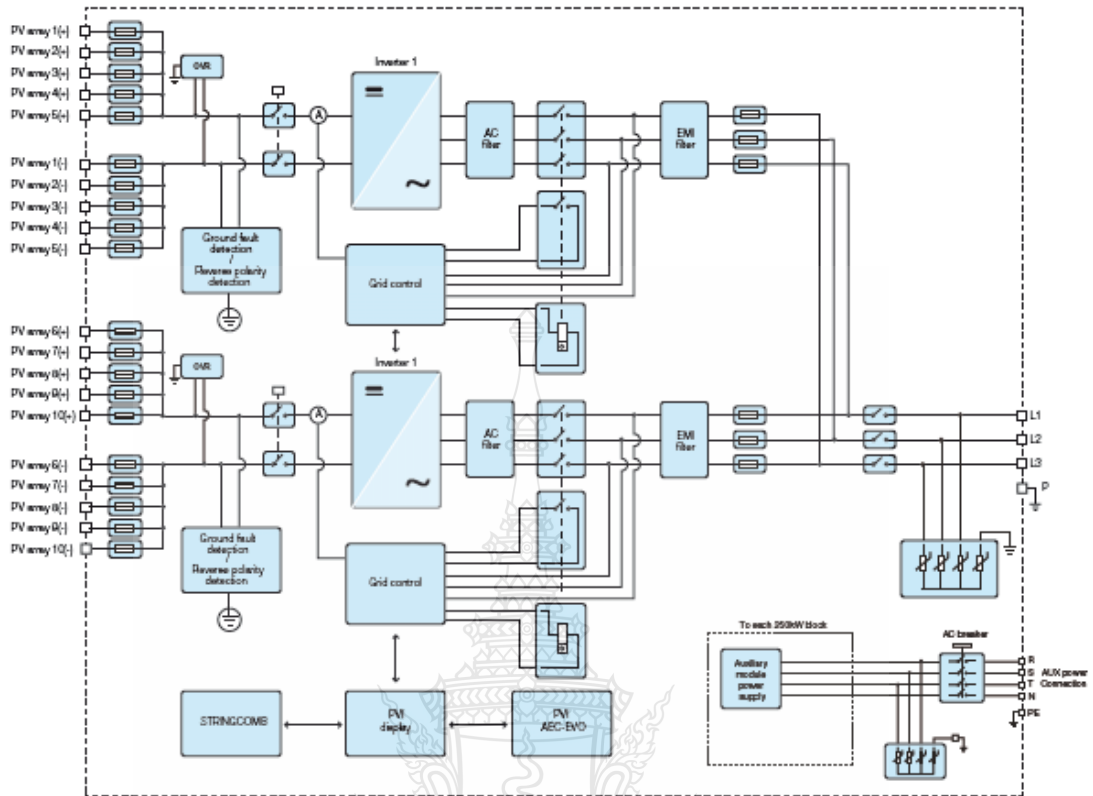 PV array 1(+)
PV array 2(+)
PV array 3(+)
PV array 4(+)
PV array 5(+)
OVR
Inverter 1
A
AC
filter
EMI
filter
PV array 1(-)
PV array 2(-)
PV array 3(-)
PV array 4(-)
PV array 5(-)
Ground fault
detection
/
Reverse polarity
detection
Grid control
PV array 6(+)
PV array 7(+)
PV array 8(+)
PV array 9(+)
PV array 10(+)
OVR
Inverter 1
A
AC
filter
EMI
filter
L1
L2
L3
P
PV array 6(-)
PV array 7(-)
PV array 8(-)
PV array 9(-)
PV array 10(-)
Ground fault
detection
/
Reverse polarity
detection
Grid control
To each 250kW block
Auxiliary
module
power
supply
AC-breaker
R
S
T
N
AUX power
Connection
PE
STRINGCOMB
PVI
display
PVI
AEC-EVO